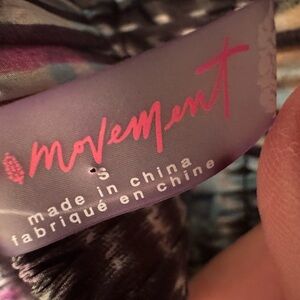 movement
S
made in china
fabriqué en chine